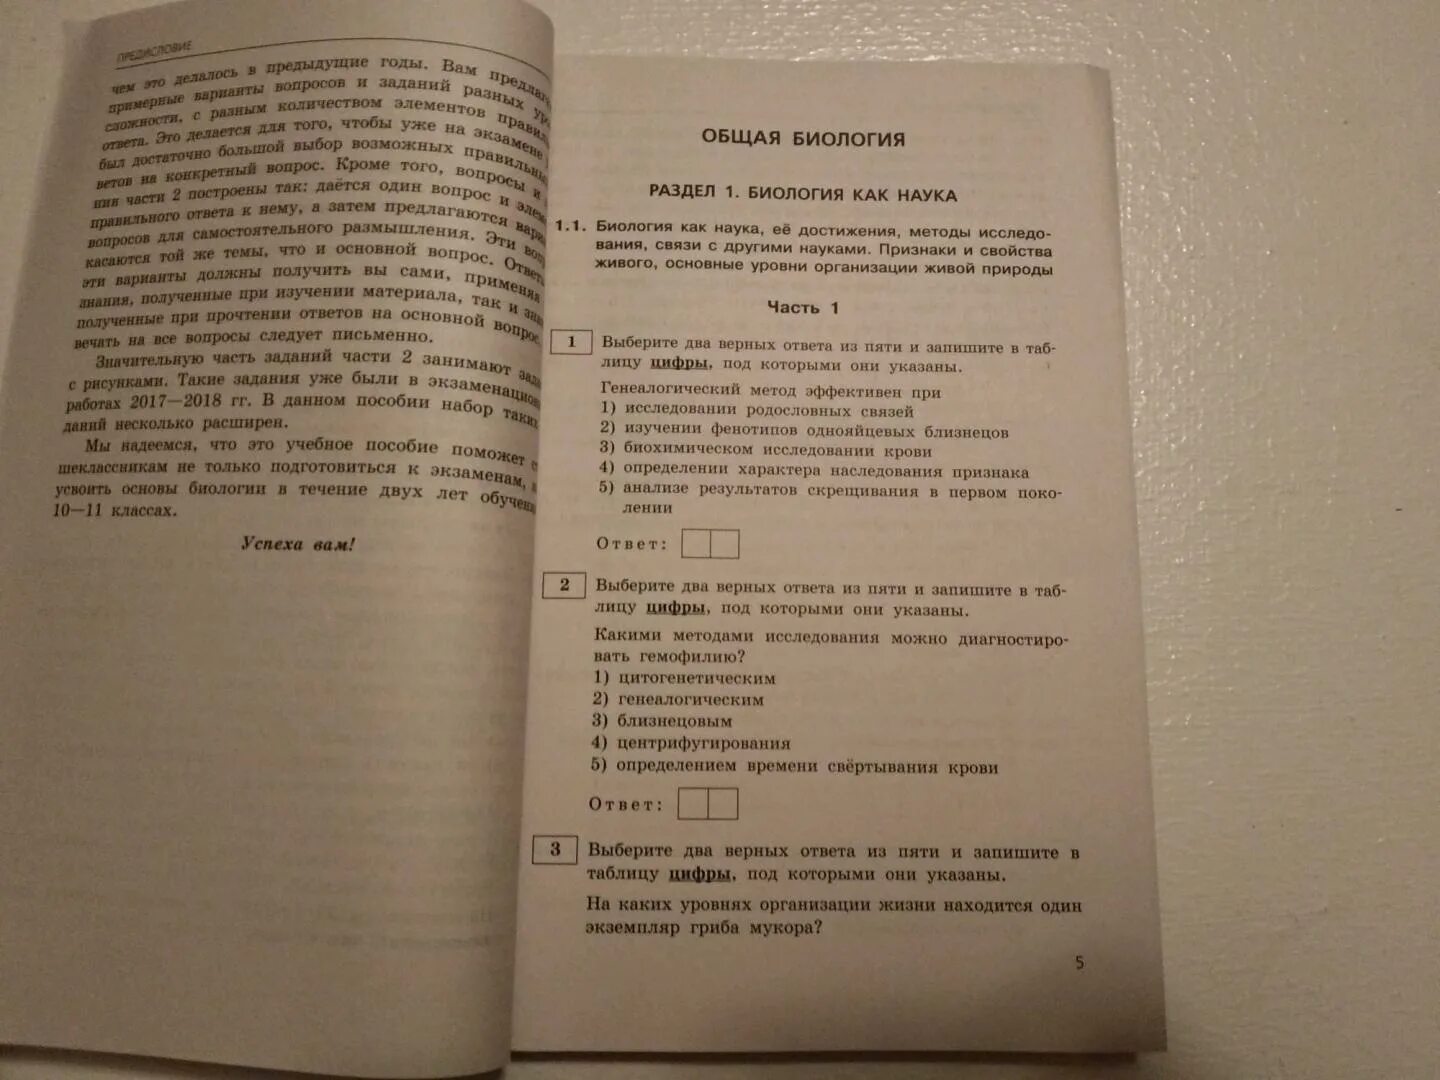 ПРЕДИСЛОВИЕ
чем это делалось в предыдущие годы. Вам
примерные варианты вопросов и заданий разных
сложности, с разным количеством элементов
ответа. Это делается для того, чтобы уже на экзамене
был достаточно большой выбор возможных
ветов на конкретный вопрос. Кроме того, вопросы и
ния части 2 построены так: даётся один вопрос и
правильного ответа к нему, а затем предлагаются
вопросов для самостоятельного размышления. Эти
касаются той же темы, что и основной вопрос.
эти варианты должны получить вы сами, применяя
знания, полученные при изучении материала, так и
полученные при прочтении ответов на основной вопрос.
вечать на все вопросы следует письменно.
Значительную часть заданий части 2 занимают
с рисунками. Такие задания уже были в
работах 2017—2018 гг. В данном пособии набор таких
даний несколько расширен.
Мы надеемся, что это учебное пособие поможет
шеклассникам не только подготовиться к экзаменам,
усвоить основы биологии в течение двух лет
10—11 классах.
Успеха вам!
ОБЩАЯ БИОЛОГИЯ
РАЗДЕЛ 1. БИОЛОГИЯ КАК НАУКА
1.1. Биология как наука, её достижения, методы исследо-
вания, связи с другими науками. Признаки и свойства
живого, основные уровни организации живой природы
Часть 1
1 Выберите два верных ответа из пяти и запишите в таб-
лицу цифры, под которыми они указаны.
Генеалогический метод эффективен при
1) исследовании родословных связей
2) изучении фенотипов однояйцевых близнецов
3) биохимическом исследовании крови
4) определении характера наследования признака
5) анализе результатов скрещивания в первом поко-
лении
Ответ:
2 Выберите два верных ответа из пяти и запишите в таб-
лицу цифры, под которыми они указаны.
Какими методами исследования можно диагностиро-
вать гемофилию?
1) цитогенетическим
2) генеалогическим
3) близнецовым
4) центрифугирования
5) определением времени свёртывания крови
Ответ:
3 Выберите два верных ответа из пяти и запишите в
таблицу цифры, под которыми они указаны.
На каких уровнях организации жизни находится один
экземпляр гриба мукора?
5